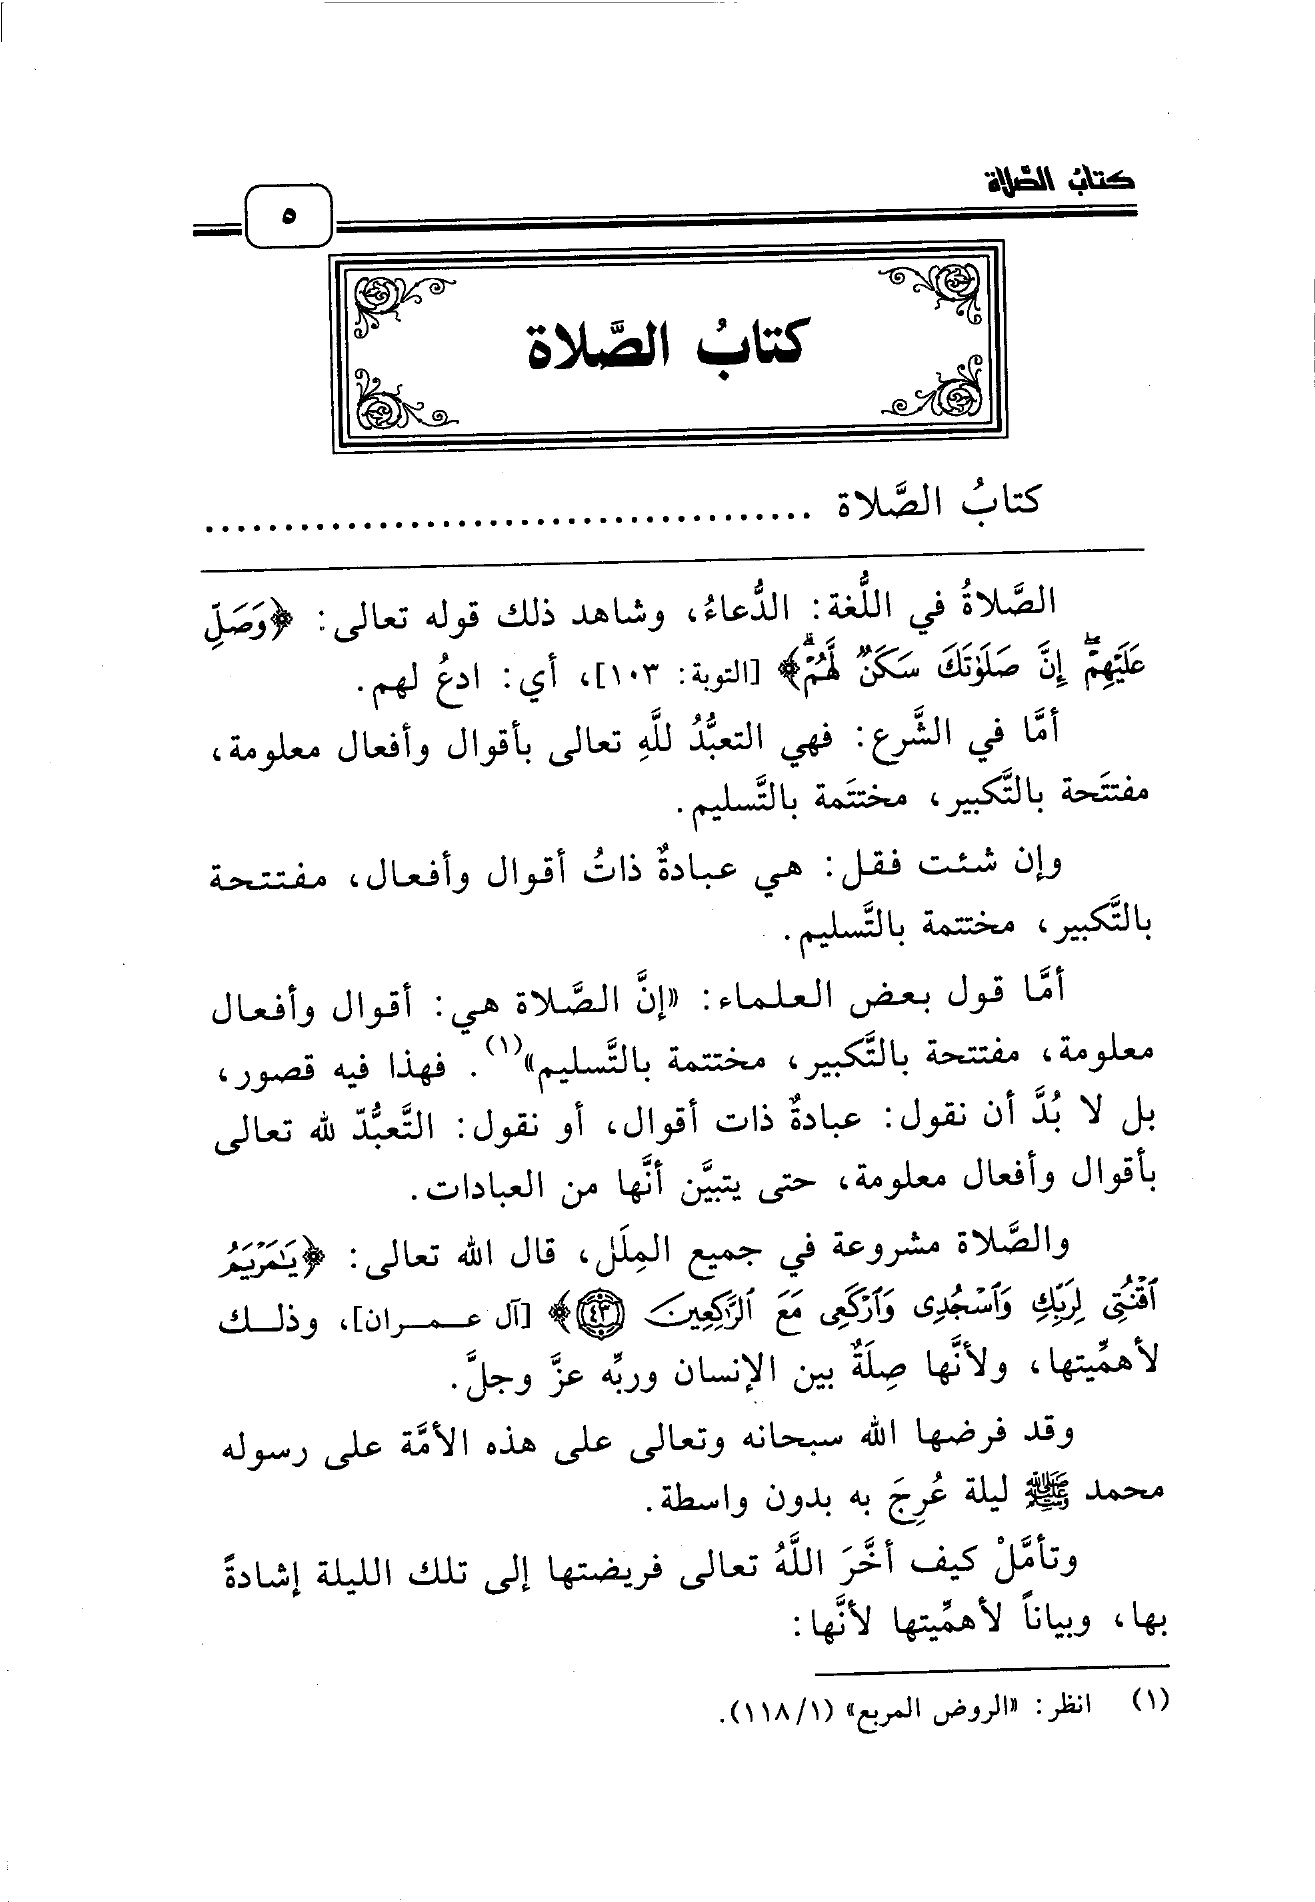 كتابُ الصَّلاة
٥
كتابُ الصَّلاة
كتابُ الصَّلاة .......................................
الصَّلاةُ في اللُّغة: الدُّعاءُ، وشاهد ذلك قوله تعالى: ﴿وَصَلِّ
عَلَيْهِمْۖ إِنَّ صَلَوٰتَكَ سَكَنٌ لَّهُمْۗ﴾ [التوبة: ١٠٣]، أي: ادعُ لهم.
أمَّا في الشَّرع: فهي التعبُّدُ للَّهِ تعالى بأقوال وأفعال معلومة،
مفتتَحة بالتَّكبير، مختتَمة بالتَّسليم.
وإن شئت فقل: هي عبادةٌ ذاتُ أقوال وأفعال، مفتتحة
بالتَّكبير، مختتمة بالتَّسليم.
أمَّا قول بعض العلماء: «إنَّ الصَّلاة هي: أقوال وأفعال
معلومة، مفتتحة بالتَّكبير، مختتمة بالتَّسليم»(١). فهذا فيه قصور،
بل لا بُدَّ أن نقول: عبادةٌ ذات أقوال، أو نقول: التَّعبُّدّ لله تعالى
بأقوال وأفعال معلومة، حتى يتبيَّن أنَّها من العبادات.
والصَّلاة مشروعة في جميع المِلَل، قال الله تعالى: ﴿يَٰمَرْيَمُ
ٱقْنُتِى لِرَبِّكِ وَٱسْجُدِى وَٱرْكَعِى مَعَ ٱلرَّٰكِعِينَ ٤٣﴾ [آل عمران]، وذلك
لأهمِّيتها، ولأنَّها صِلَةٌ بين الإنسان وربِّه عزَّ وجلَّ.
وقد فرضها الله سبحانه وتعالى على هذه الأمَّة على رسوله
محمد ﷺ ليلة عُرِجَ به بدون واسطة.
وتأمَّلْ كيف أخَّرَ اللَّهُ تعالى فريضتها إلى تلك الليلة إشادةً
بها، وبياناً لأهمِّيتها لأنَّها:
(١) انظر: «الروض المربع» (١/١١٨).